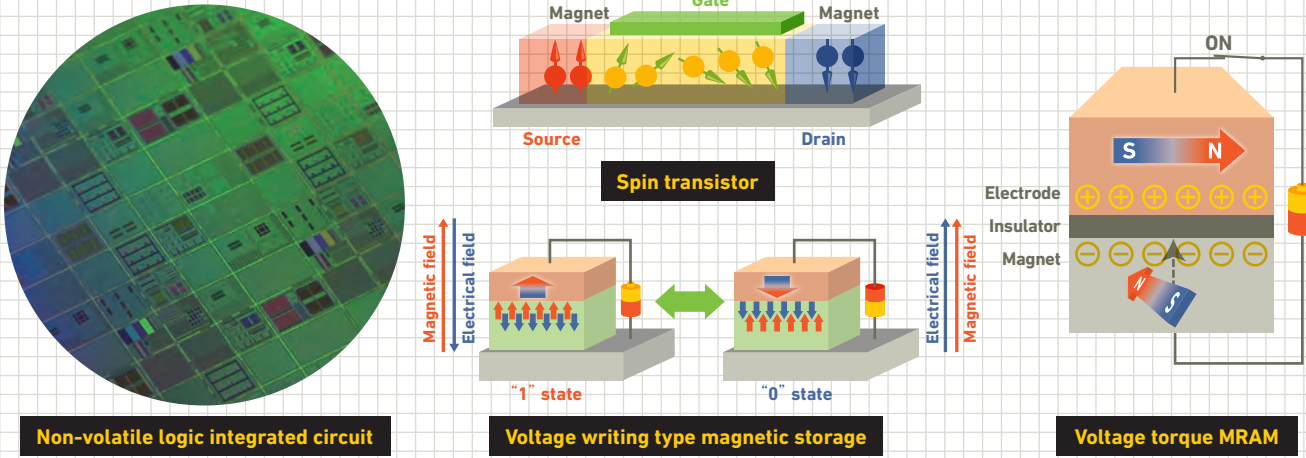 Gate
Magnet
Magnet
Source
Drain
Spin transistor
Magnetic field
Electrical field
Electrical field
Magnetic field
"1" state
"0" state
ON
S
N
Electrode
Insulator
Magnet
N
S
Non-volatile logic integrated circuit
Voltage writing type magnetic storage
Voltage torque MRAM